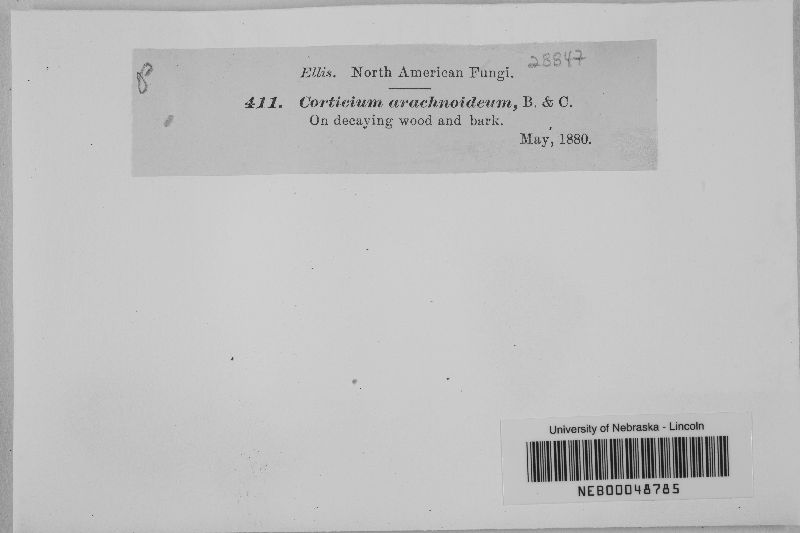 28847
Ellis. North American Fungi.
411. Corticium arachnoideum, B. & C.
On decaying wood and bark.
May, 1880.
University of Nebraska - Lincoln
NEB00048785